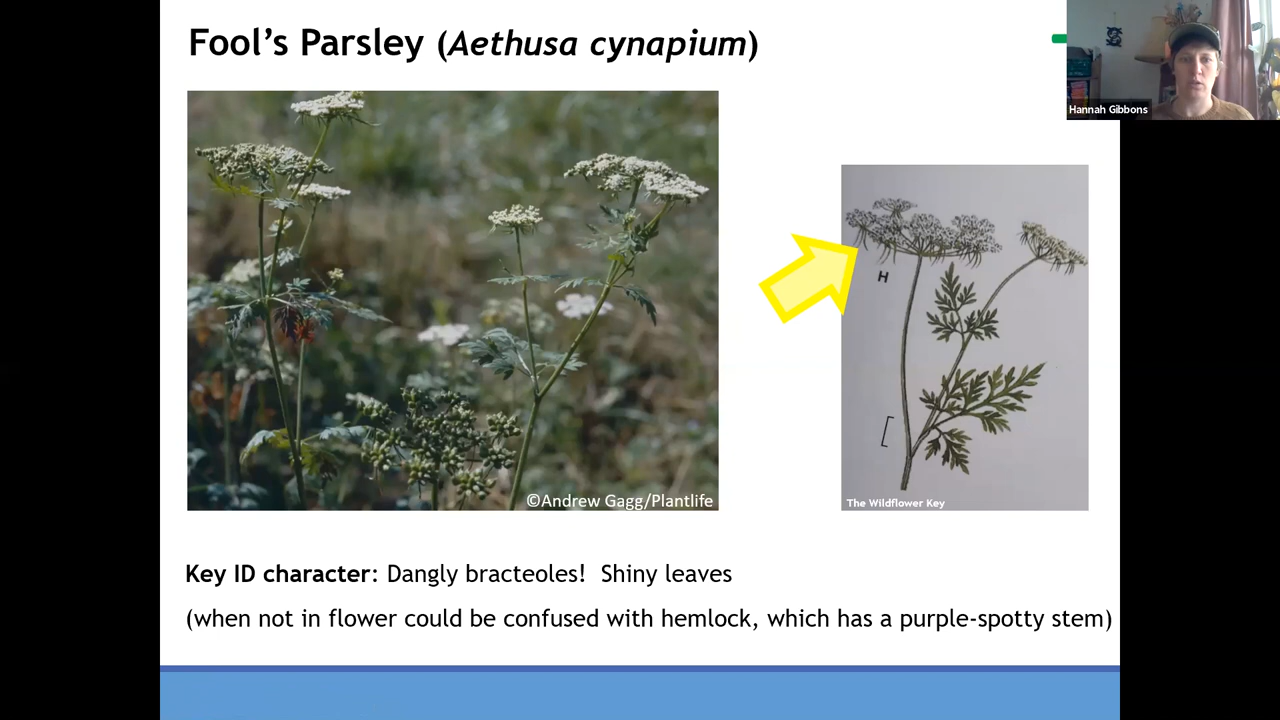 Fool’s Parsley (Aethusa cynapium)
Hannah Gibbons
H
©Andrew Gagg/Plantlife
The Wildflower Key
Key ID character: Dangly bracteoles!  Shiny leaves
(when not in flower could be confused with hemlock, which has a purple-spotty stem)